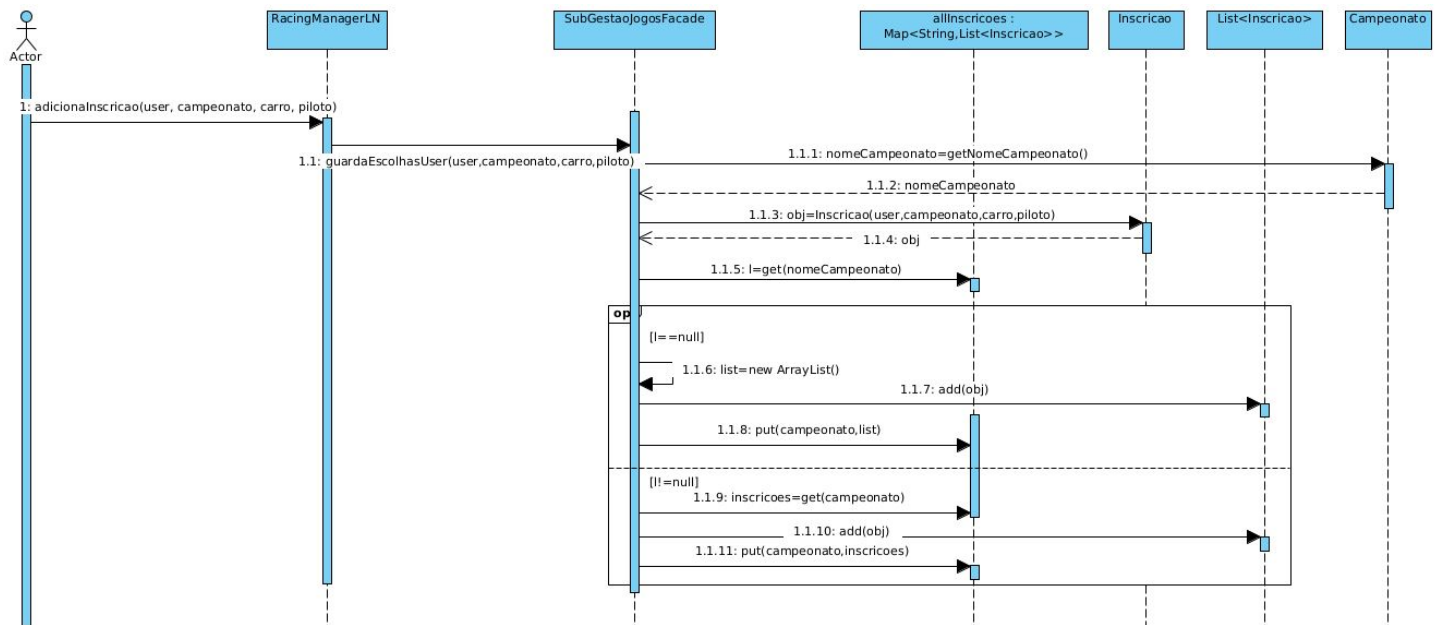 RacingManagerLN
SubGestaoJogosFacade
allInscricoes :
Map<String,List<Inscricao>>
Inscricao
List<Inscricao>
Campeonato
Actor
1: adicionaInscricao(user, campeonato, carro, piloto)
1.1: guardaEscolhasUser(user,campeonato,carro,piloto)
1.1.1: nomeCampeonato=getNomeCampeonato()
1.1.2: nomeCampeonato
1.1.3: obj=Inscricao(user,campeonato,carro,piloto)
1.1.4: obj
1.1.5: l=get(nomeCampeonato)
op
[l==null]
1.1.6: list=new ArrayList()
1.1.7: add(obj)
1.1.8: put(campeonato,list)
[l!=null]
1.1.9: inscricoes=get(campeonato)
1.1.10: add(obj)
1.1.11: put(campeonato,inscricoes)